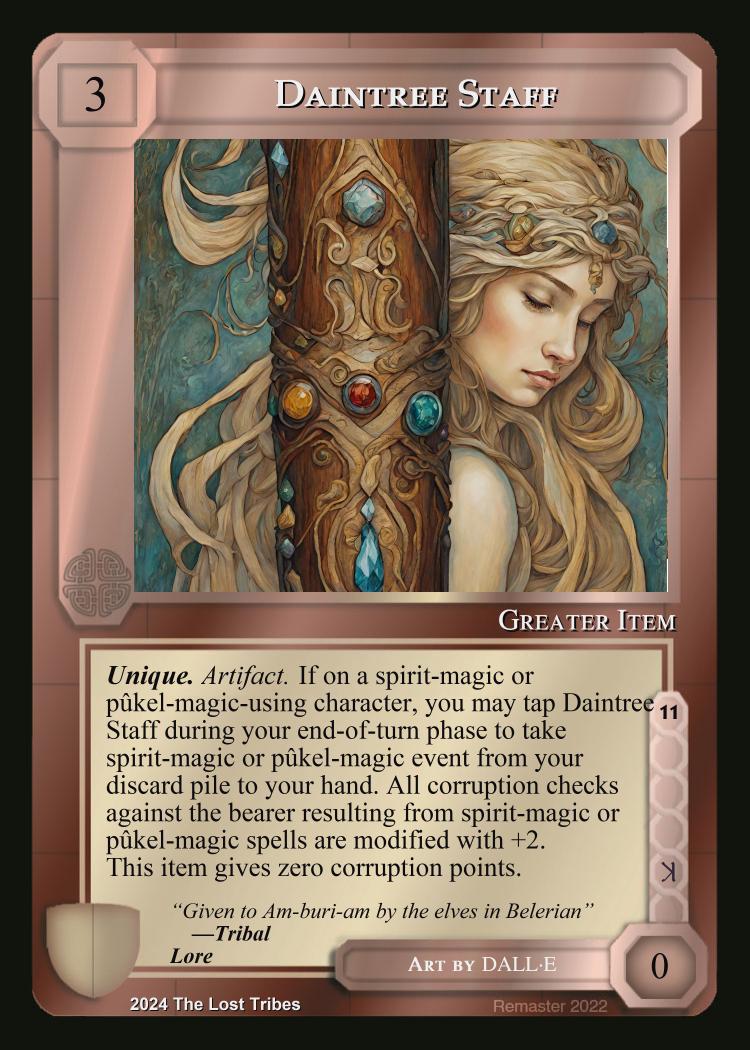 3
Daintree Staff
Greater Item
Unique. Artifact. If on a spirit-magic or
pûkel-magic-using character, you may tap Daintree
Staff during your end-of-turn phase to take
spirit-magic or pûkel-magic event from your
discard pile to your hand. All corruption checks
against the bearer resulting from spirit-magic or
pûkel-magic spells are modified with +2.
This item gives zero corruption points.
11
“Given to Am-buri-am by the elves in Belerian”
—Tribal
Lore
Art by DALL·E
0
2024 The Lost Tribes
Remaster 2022